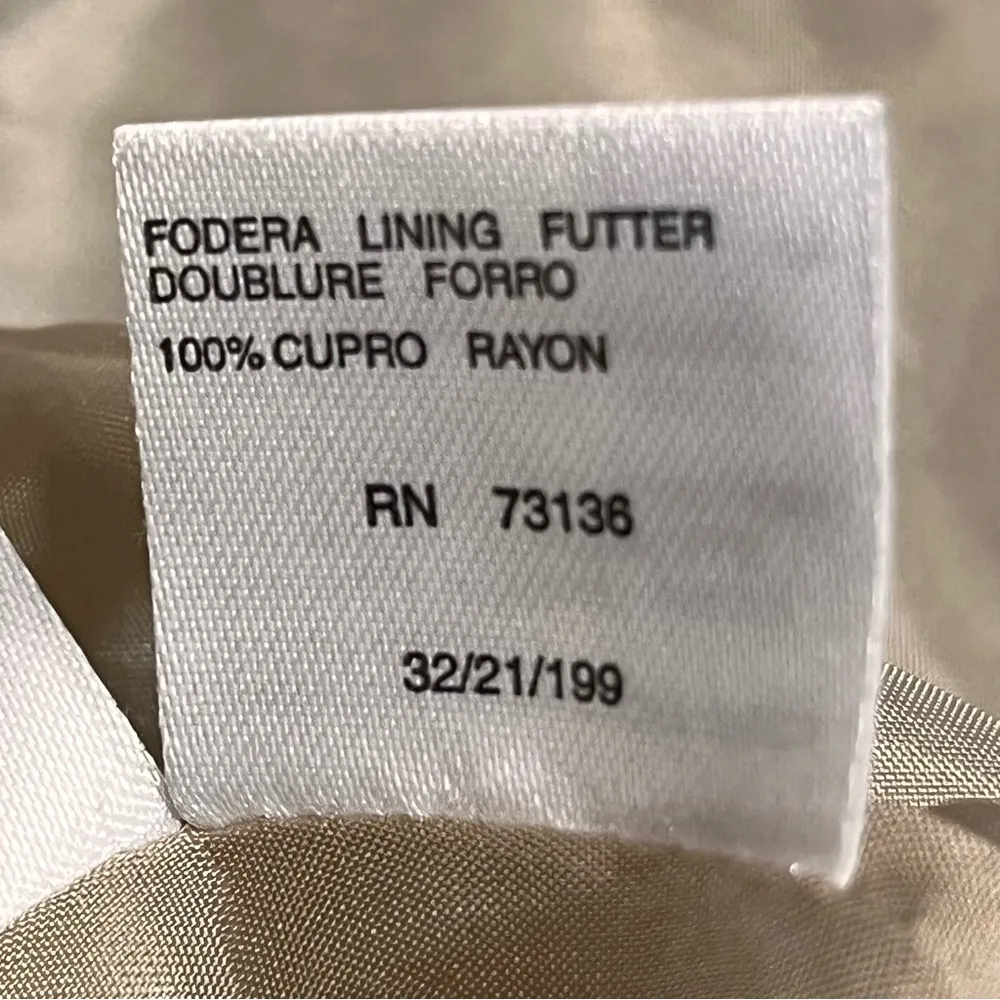 FODERA LINING FUTTER
DOUBLURE FORRO
100% CUPRO RAYON
RN 73136
32/21/199